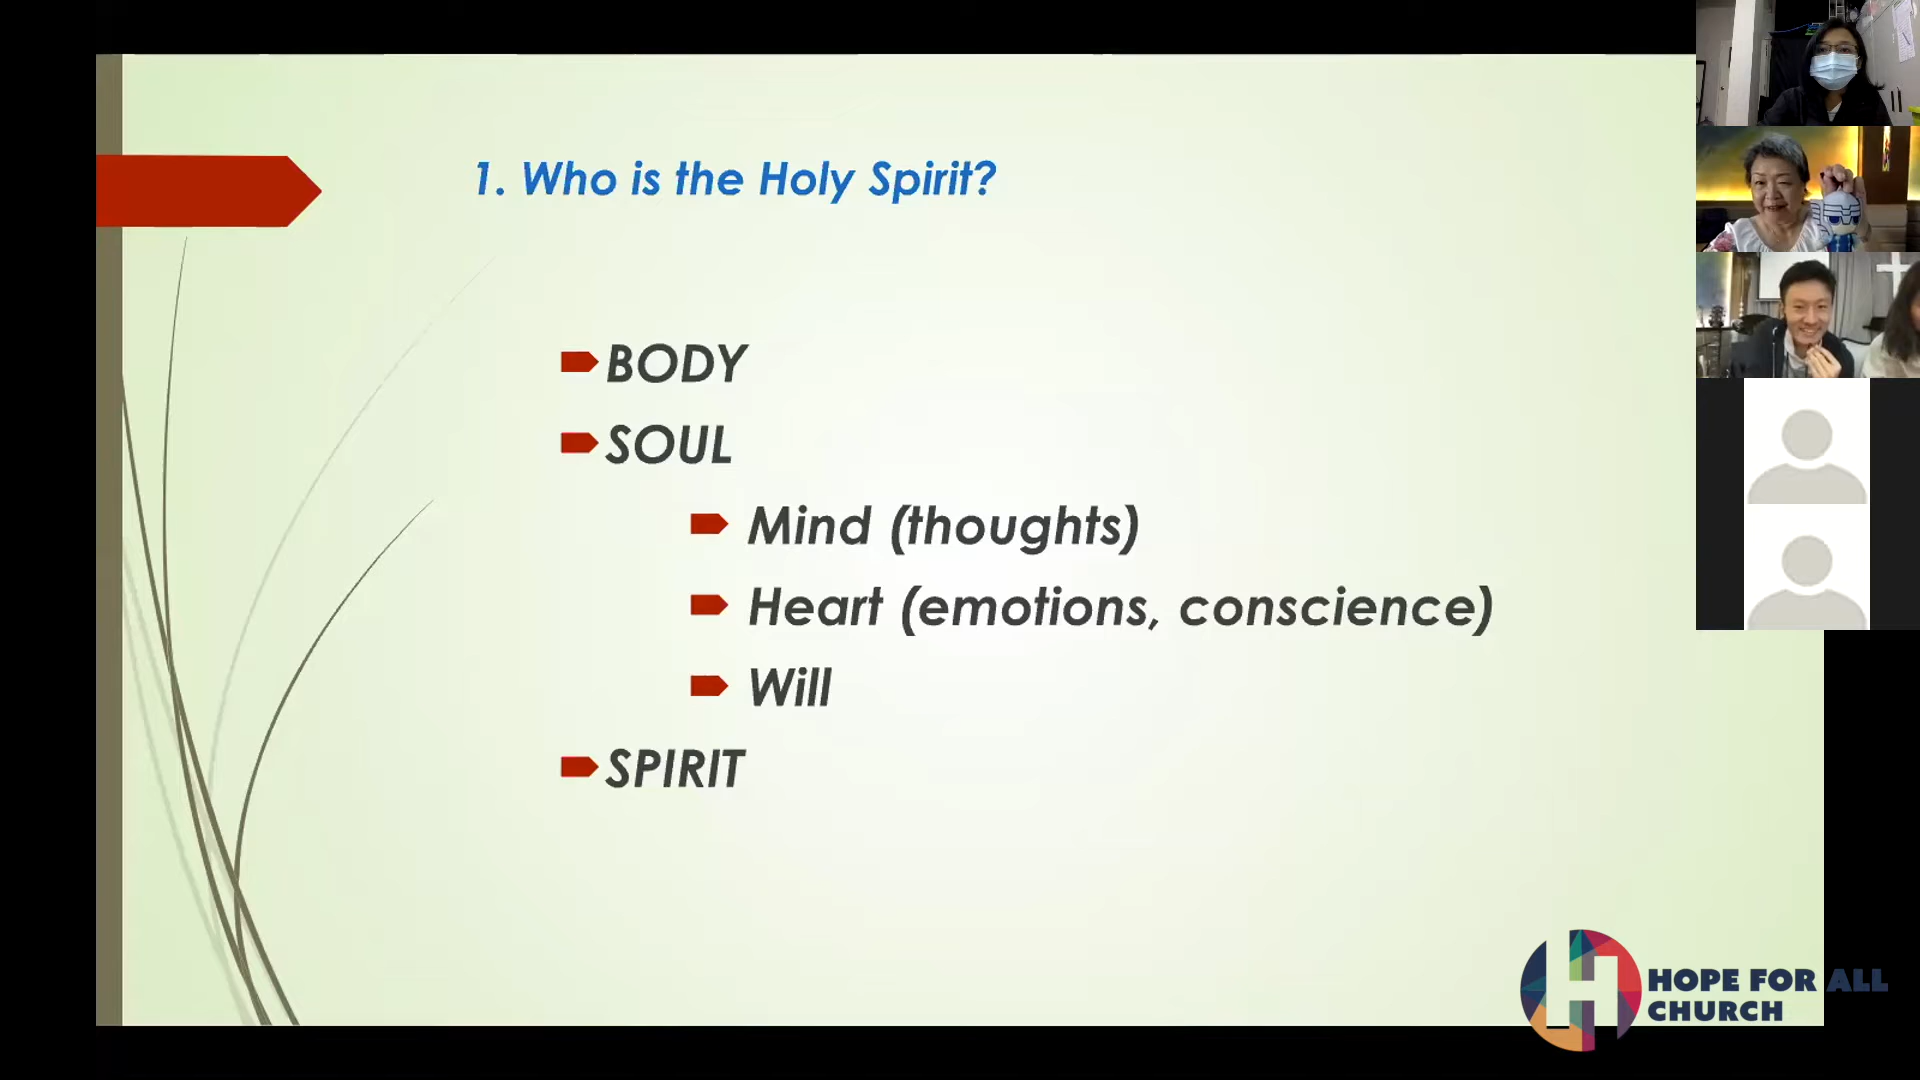 1. Who is the Holy Spirit?
BODY
SOUL
Mind (thoughts)
Heart (emotions, conscience)
Will
SPIRIT
HOPE FOR ALL
CHURCH